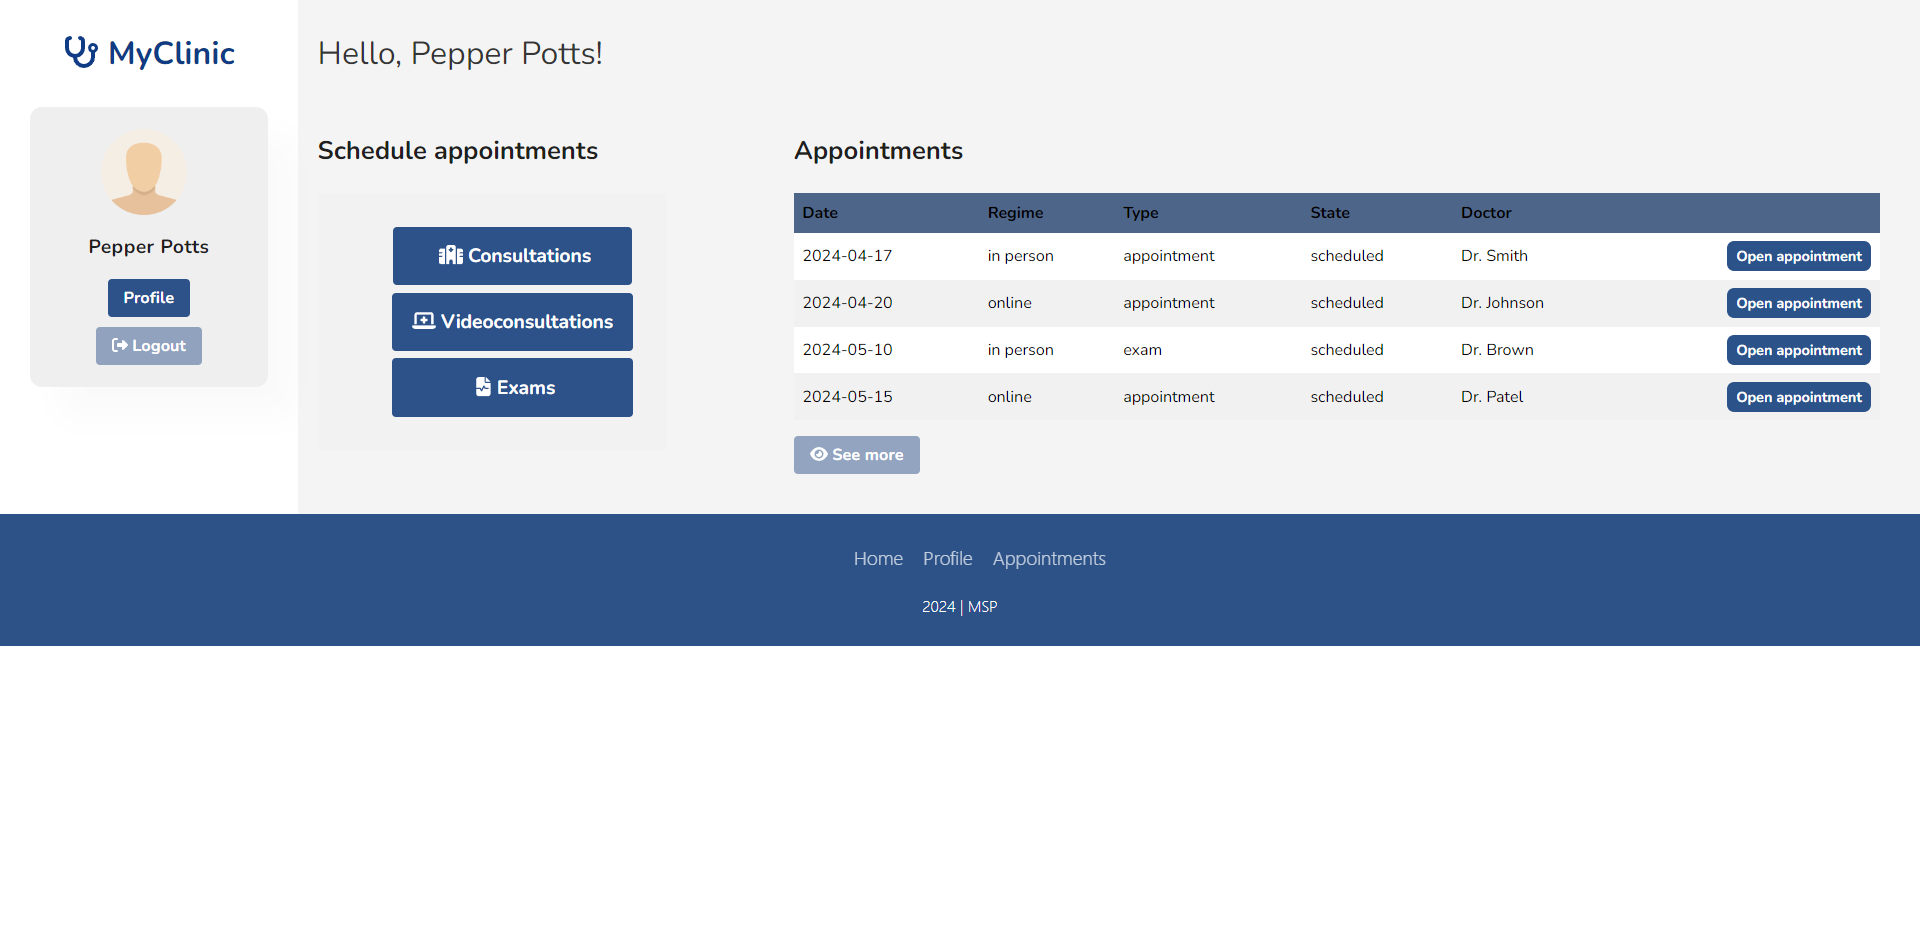 MyClinic
Pepper Potts
Profile
Logout
Hello, Pepper Potts!
Schedule appointments
Consultations
Videoconsultations
Exams
Appointments
Date Regime Type State Doctor
2024-04-17 in person appointment scheduled Dr. Smith Open appointment
2024-04-20 online appointment scheduled Dr. Johnson Open appointment
2024-05-10 in person exam scheduled Dr. Brown Open appointment
2024-05-15 online appointment scheduled Dr. Patel Open appointment
See more
Home Profile Appointments
2024 | MSP